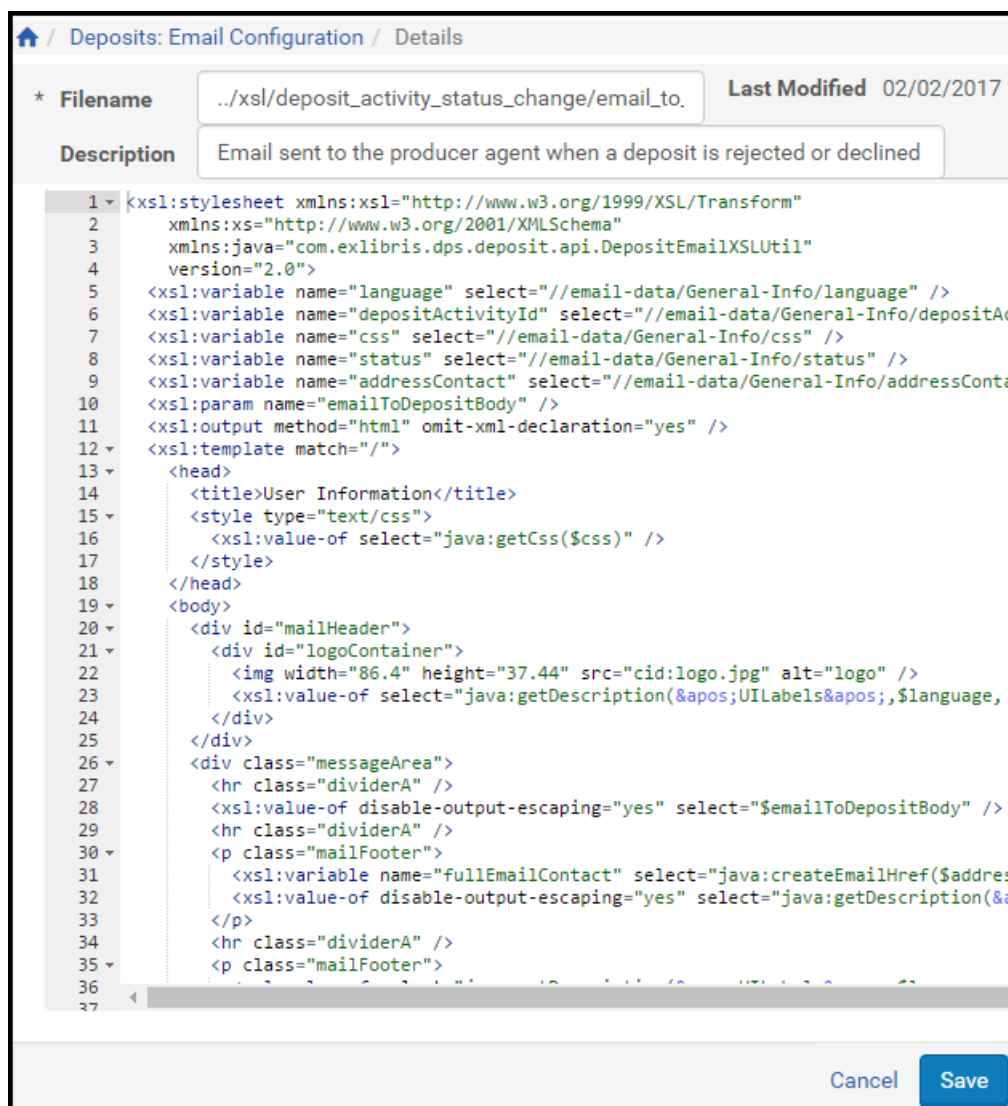 / Deposits: Email Configuration / Details
* Filename ../xsl/deposit_activity_status_change/email_to_ Last Modified 02/02/2017
Description Email sent to the producer agent when a deposit is rejected or declined
1 <xsl:stylesheet xmlns:xsl="http://www.w3.org/1999/XSL/Transform"
2 xmlns:xs="http://www.w3.org/2001/XMLSchema"
3 xmlns:java="com.exlibris.dps.deposit.api.DepositEmailXSLUtil"
4 version="2.0">
5 <xsl:variable name="language" select="//email-data/General-Info/language" />
6 <xsl:variable name="depositActivityId" select="//email-data/General-Info/depositAc
7 <xsl:variable name="css" select="//email-data/General-Info/css" />
8 <xsl:variable name="status" select="//email-data/General-Info/status" />
9 <xsl:variable name="addressContact" select="//email-data/General-Info/addressConta
10 <xsl:param name="emailToDepositBody" />
11 <xsl:output method="html" omit-xml-declaration="yes" />
12 <xsl:template match="/">
13 <head>
14 <title>User Information</title>
15 <style type="text/css">
16 <xsl:value-of select="java:getCss($css)" />
17 </style>
18 </head>
19 <body>
20 <div id="mailHeader">
21 <div id="logoContainer">
22 <img width="86.4" height="37.44" src="cid:logo.jpg" alt="logo" />
23 <xsl:value-of select="java:getDescription(&apos;UILabels&apos;,$language,
24 </div>
25 </div>
26 <div class="messageArea">
27 <hr class="dividerA" />
28 <xsl:value-of disable-output-escaping="yes" select="$emailToDepositBody" />
29 <hr class="dividerA" />
30 <p class="mailFooter">
31 <xsl:variable name="fullEmailContact" select="java:createEmailHref($addres
32 <xsl:value-of disable-output-escaping="yes" select="java:getDescription(&a
33 </p>
34 <hr class="dividerA" />
35 <p class="mailFooter">
36
37
Cancel Save